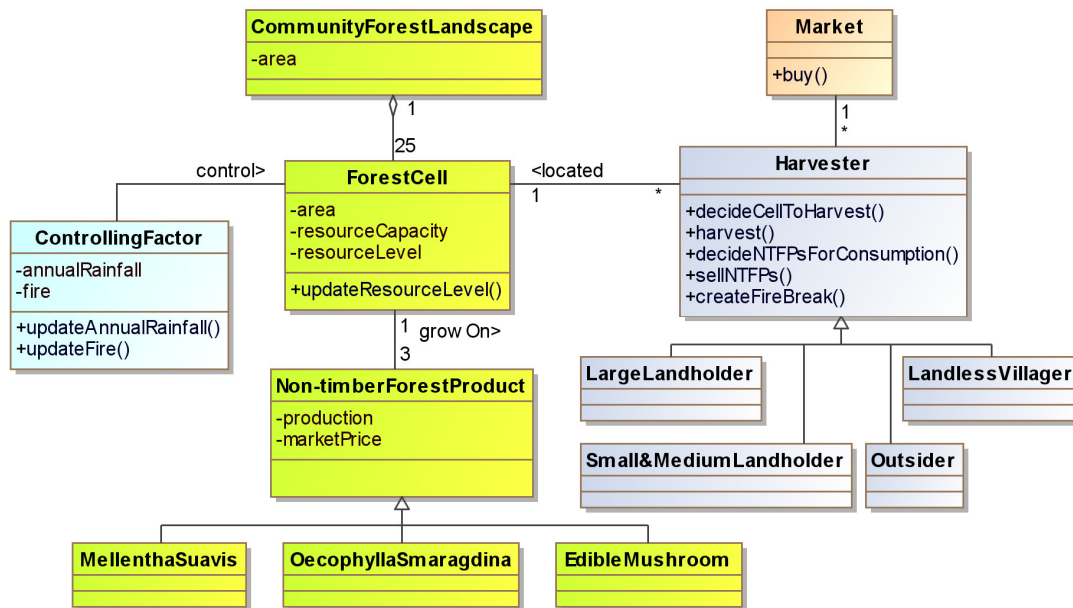 CommunityForestLandscape
-area
Market
+buy()
1
25
1
*
control>
ForestCell
-area
-resourceCapacity
-resourceLevel
+updateResourceLevel()
<located
1
*
Harvester
+decideCellToHarvest()
+harvest()
+decideNTFPsForConsumption()
+sellNTFPs()
+createFireBreak()
ControllingFactor
-annualRainfall
-fire
+updateAnnualRainfall()
+updateFire()
1
grow On>
3
Non-timberForestProduct
-production
-marketPrice
LargeLandholder
LandlessVillager
Small&MediumLandholder
Outsider
MellenthaSuavis
OecophyllaSmaragdina
EdibleMushroom